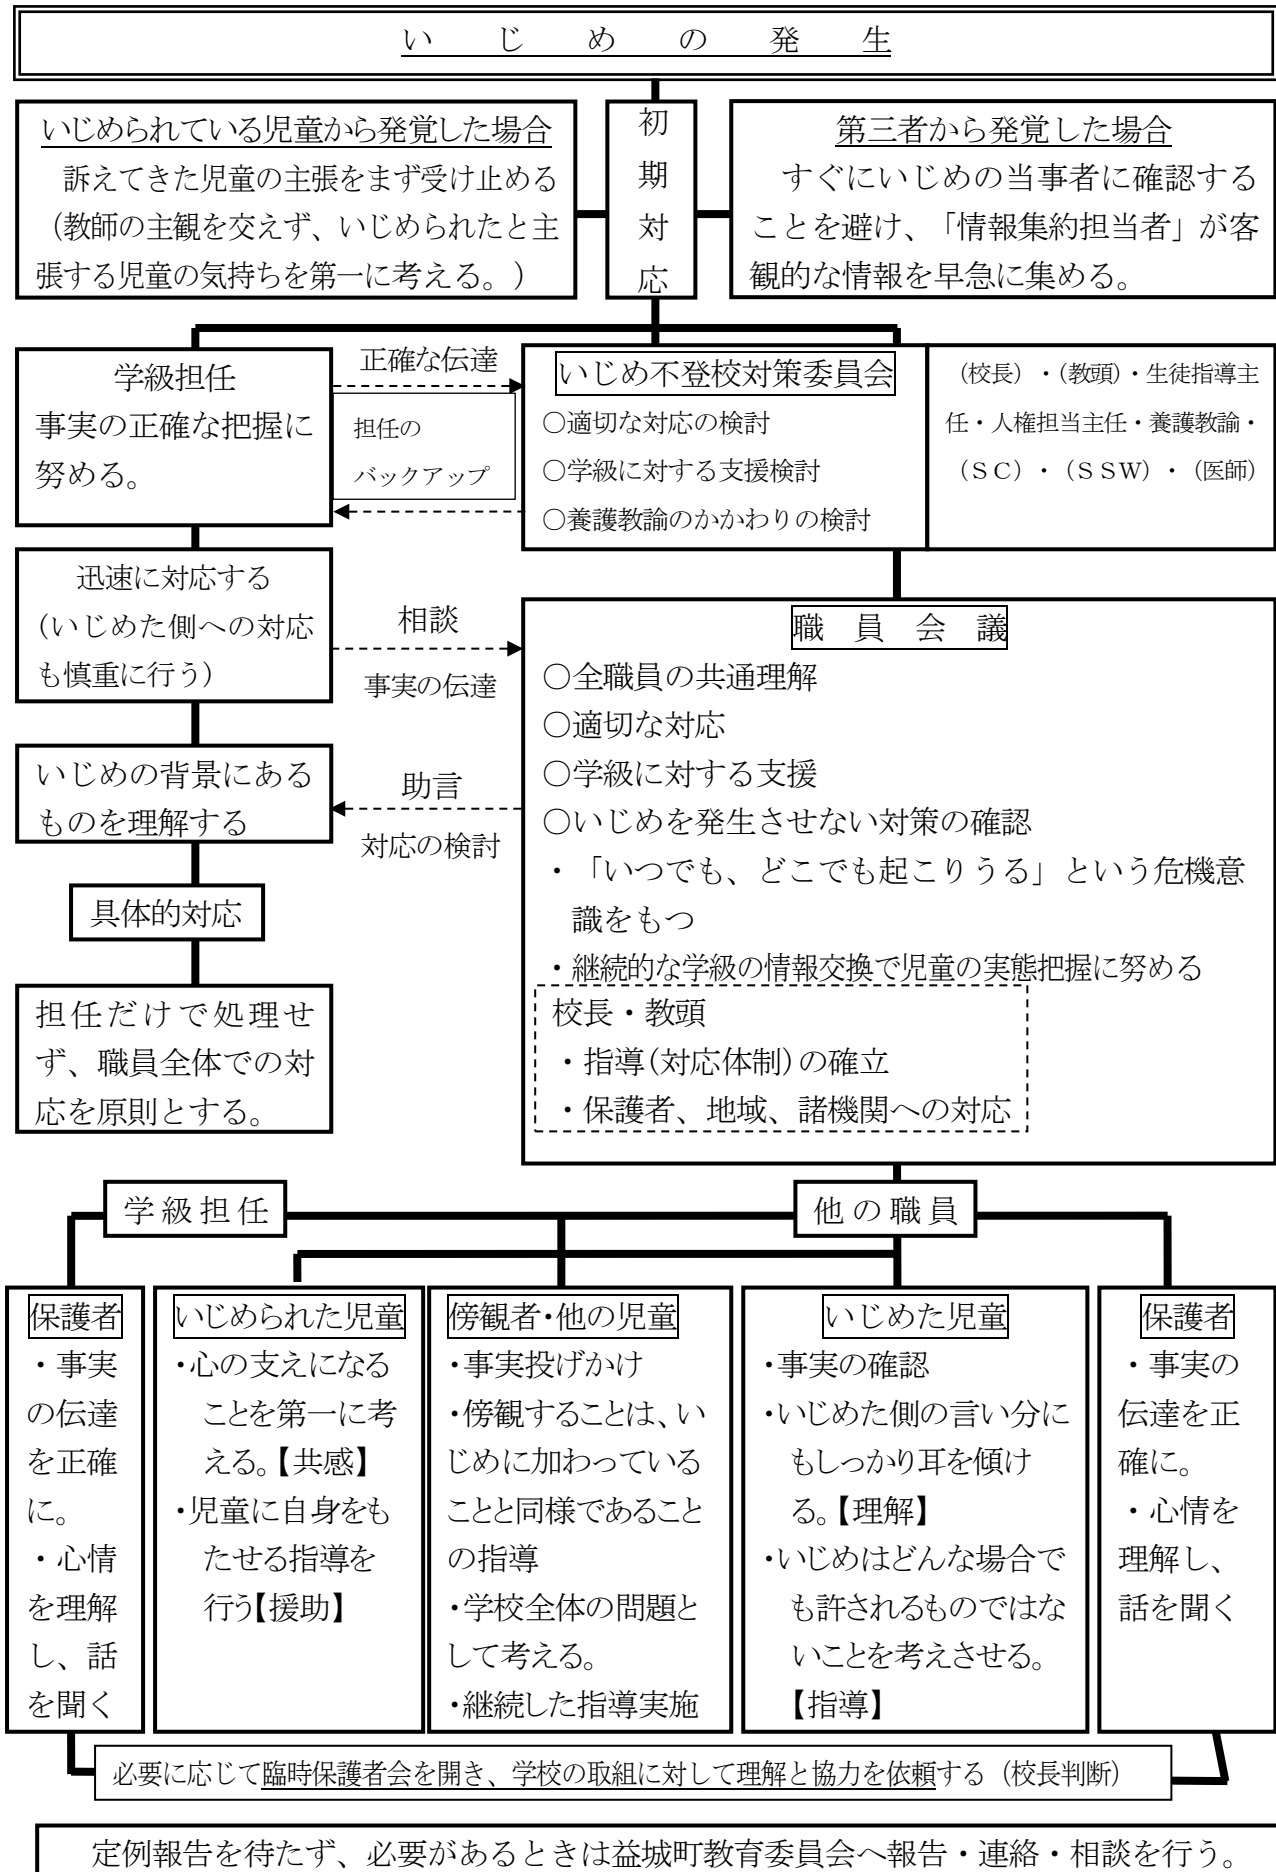 いじめの発生
いじめられている児童から発覚した場合
訴えてきた児童の主張をまず受け止める
（教師の主観を交えず、いじめられたと主
張する児童の気持ちを第一に考える。）
初
期
対
応
第三者から発覚した場合
すぐにいじめの当事者に確認する
ことを避け、「情報集約担当者」が客
観的な情報を早急に集める。
学級担任
事実の正確な把握に
努める。
正確な伝達
担任の
バックアップ
いじめ不登校対策委員会
○適切な対応の検討
○学級に対する支援検討
○養護教諭のかかわりの検討
（校長）・（教頭）・生徒指導主
任・人権担当主任・養護教諭・
（ＳＣ）・（ＳＳＷ）・（医師）
迅速に対応する
（いじめた側への対応
も慎重に行う）
相談
事実の伝達
いじめの背景にある
ものを理解する
助言
対応の検討
具体的対応
担任だけで処理せ
ず、職員全体での対
応を原則とする。
職員会議
○全職員の共通理解
○適切な対応
○学級に対する支援
○いじめを発生させない対策の確認
・「いつでも、どこでも起こりうる」という危機意
識をもつ
・継続的な学級の情報交換で児童の実態把握に努める
校長・教頭
・指導（対応体制）の確立
・保護者、地域、諸機関への対応
学級担任
他の職員
保護者
・事実
の伝達
を正確
に。
・心情
を理解
し、話
を聞く
いじめられた児童
・心の支えになる
ことを第一に考
える。【共感】
・児童に自身をも
たせる指導を
行う【援助】
傍観者・他の児童
・事実投げかけ
・傍観することは、い
じめに加わっている
ことと同様であること
の指導
・学校全体の問題と
して考える。
・継続した指導実施
いじめた児童
・事実の確認
・いじめた側の言い分に
もしっかり耳を傾け
る。【理解】
・いじめはどんな場合で
も許されるものではな
いことを考えさせる。
【指導】
保護者
・事実の
伝達を正
確に。
・心情を
理解し、
話を聞く
必要に応じて臨時保護者会を開き、学校の取組に対して理解と協力を依頼する（校長判断）
定例報告を待たず、必要があるときは益城町教育委員会へ報告・連絡・相談を行う。